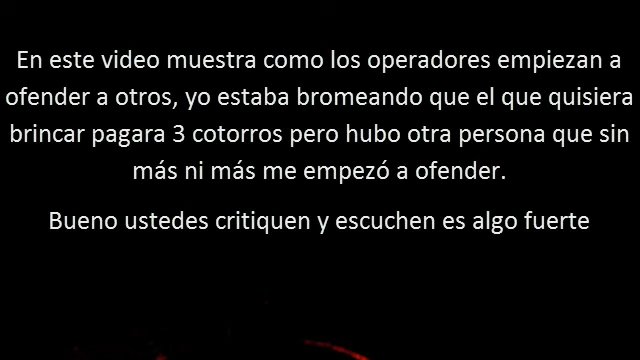 En este video muestra como los operadores empiezan a
ofender a otros, yo estaba bromeando que el que quisiera
brincar pagara 3 cotorros pero hubo otra persona que sin
más ni más me empezó a ofender.
Bueno ustedes critiquen y escuchen es algo fuerte